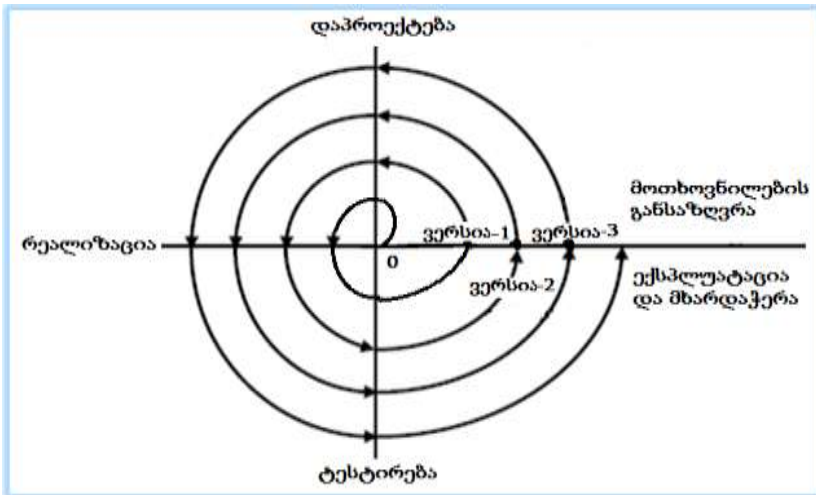 დაპროექტება
მოთხოვნილების
განსაზღვრა
ვერსია-1
ვერსია-3
რეალიზაცია
0
ვერსია-2
ექსპლუატაცია
და მხარდაჭერა
ტესტირება